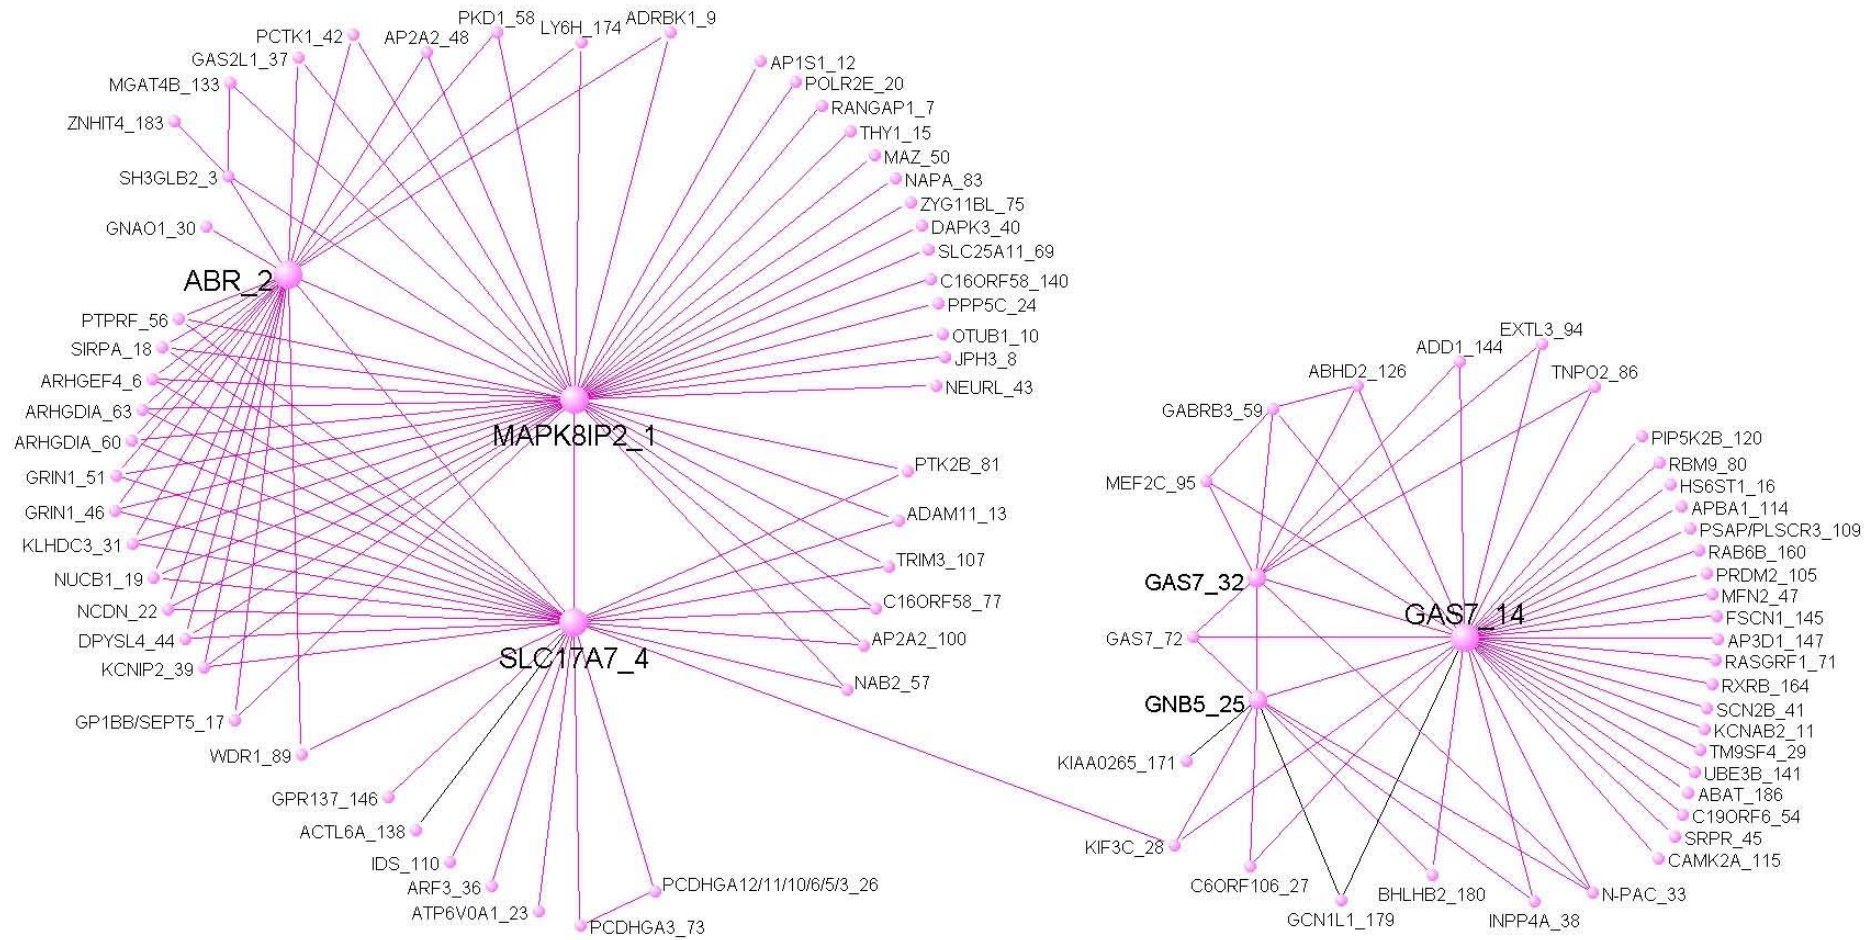 PKD1_58
LY6H_174
ADRBK1_9
PCTK1_42
AP2A2_48
GAS2L1_37
MGAT4B_133
ZNHIT4_183
SH3GLB2_3
GNAO1_30
ABR_2
PTPRF_56
SIRPA_18
ARHGEF4_6
ARHGDIA_63
ARHGDIA_60
GRIN1_51
GRIN1_46
KLHDC3_31
NUCB1_19
NCDN_22
DPYSL4_44
KCNIP2_39
GP1BB/SEPT5_17
WDR1_89
GPR137_146
ACTL6A_138
IDS_110
ARF3_36
ATP6V0A1_23
PCDHGA3_73
PCDHGA12/11/10/6/5/3_26
AP1S1_12
POLR2E_20
RANGAP1_7
THY1_15
MAZ_50
NAPA_83
ZYG11BL_75
DAPK3_40
SLC25A11_69
C16ORF58_140
PPP5C_24
OTUB1_10
JPH3_8
NEURL_43
MAPK8IP2_1
PTK2B_81
ADAM11_13
TRIM3_107
C16ORF58_77
AP2A2_100
NAB2_57
SLC17A7_4
EXTL3_94
ADD1_144
TNPO2_86
ABHD2_126
GABRB3_59
MEF2C_95
GAS7_32
GAS7_72
GNB5_25
KIAA0265_171
KIF3C_28
C6ORF106_27
GCN1L1_179
BHLHB2_180
INPP4A_38
N-PAC_33
GAS7_14
PIP5K2B_120
RBM9_80
HS6ST1_16
APBA1_114
PSAP/PLSCR3_109
RAB6B_160
PRDM2_105
MFN2_47
FSCN1_145
AP3D1_147
RASGRF1_71
RXRB_164
SCN2B_41
KCNAB2_11
TM9SF4_29
UBE3B_141
ABAT_186
C19ORF6_54
SRPR_45
CAMK2A_115